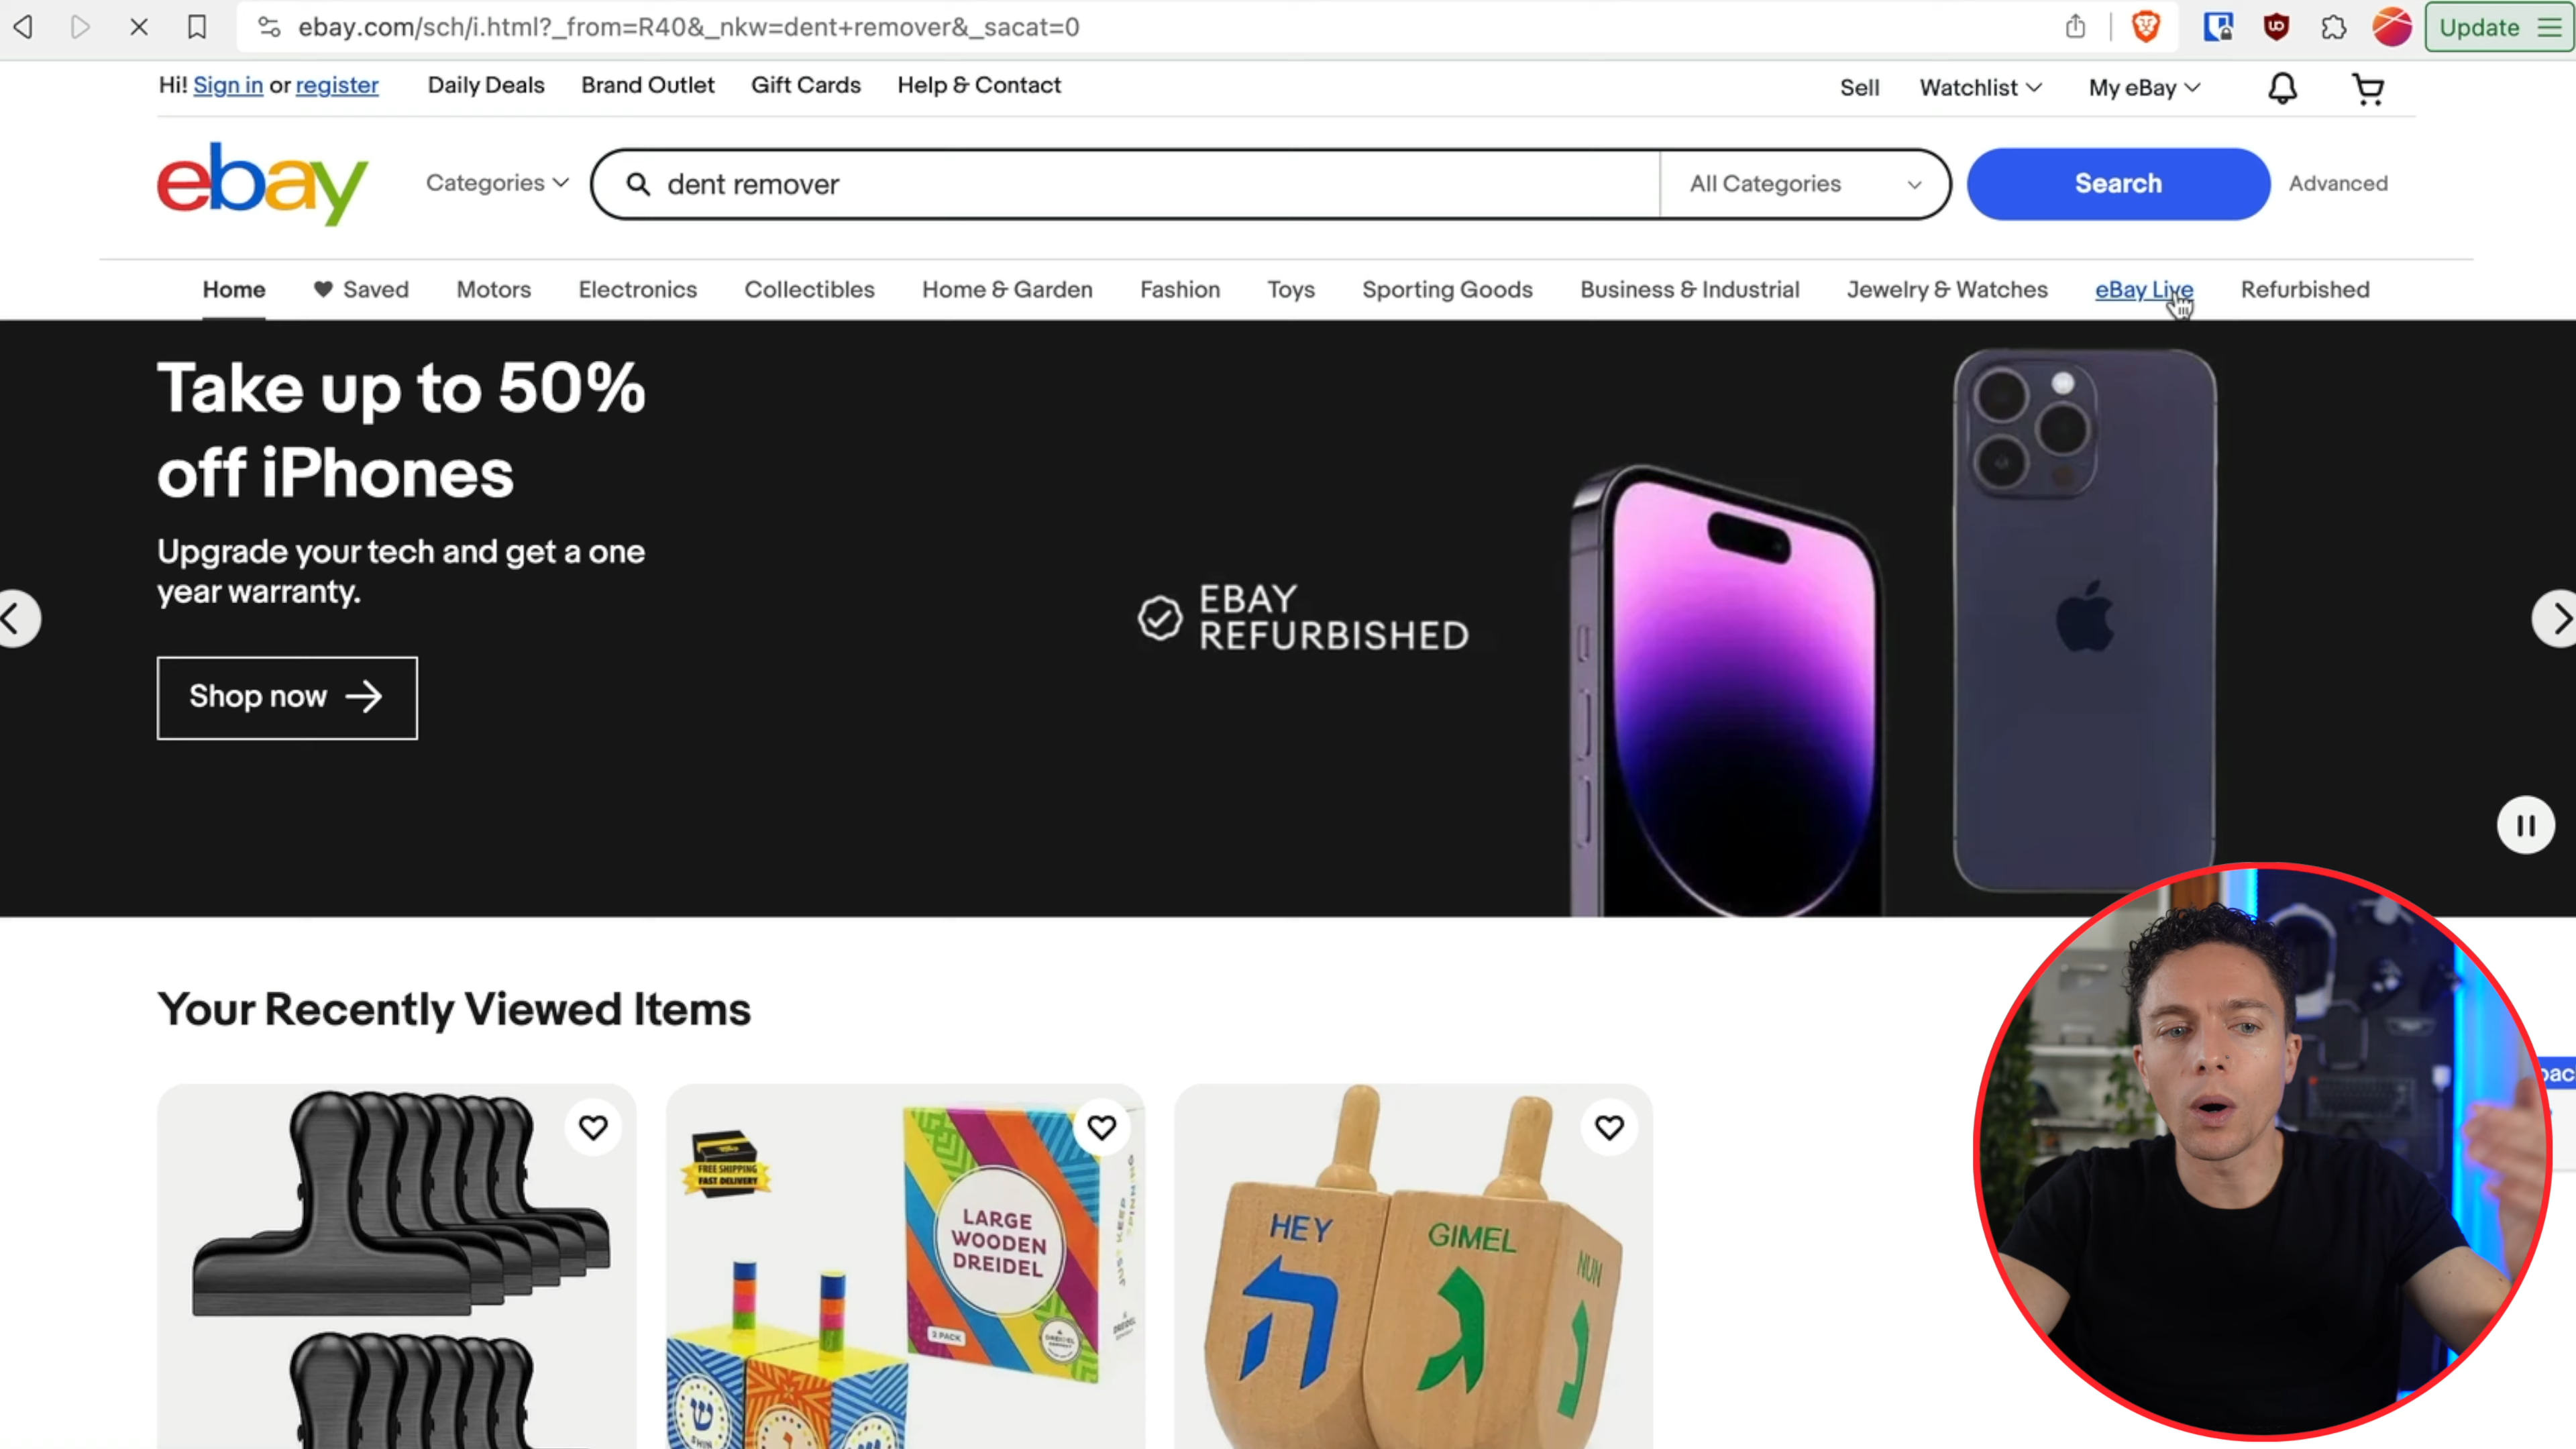 ebay.com/sch/i.html?_from=R40&_nkw=dent+remover&_sacat=0
Update
Hi! Sign in or register
Daily Deals
Brand Outlet
Gift Cards
Help & Contact
Sell
Watchlist
My eBay
ebay
Categories
dent remover
All Categories
Search
Advanced
Home
Saved
Motors
Electronics
Collectibles
Home & Garden
Fashion
Toys
Sporting Goods
Business & Industrial
Jewelry & Watches
eBay Live
Refurbished
Take up to 50%
off iPhones
Upgrade your tech and get a one
year warranty.
Shop now
EBAY
REFURBISHED
Your Recently Viewed Items
FREE SHIPPING
FAST DELIVERY
LARGE
WOODEN
DREIDEL
2 PACK
HEY
ה
GIMEL
ג
NUN
נ
ש
SHIN